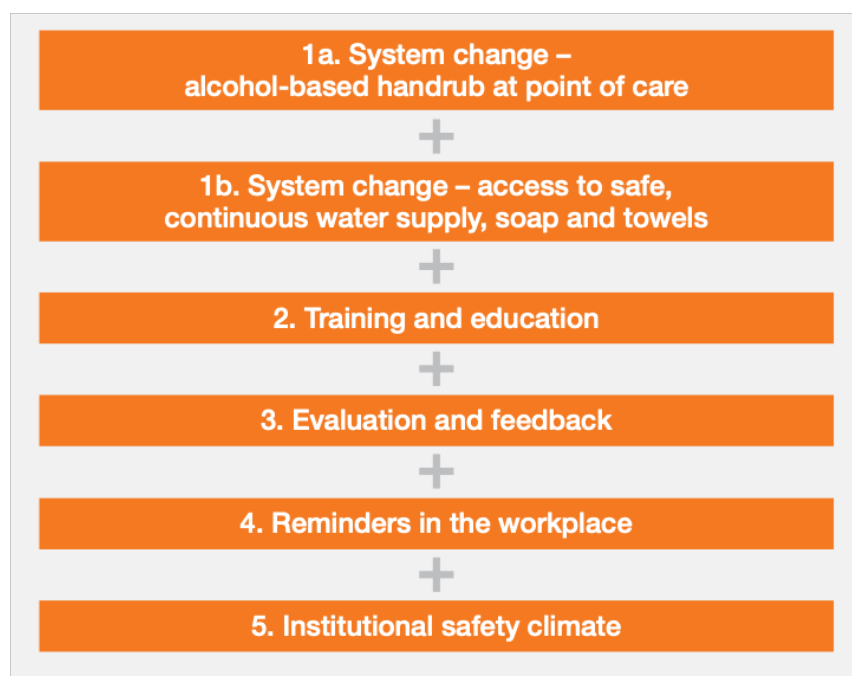 1a. System change –
alcohol-based handrub at point of care
+
1b. System change – access to safe,
continuous water supply, soap and towels
+
2. Training and education
+
3. Evaluation and feedback
+
4. Reminders in the workplace
+
5. Institutional safety climate